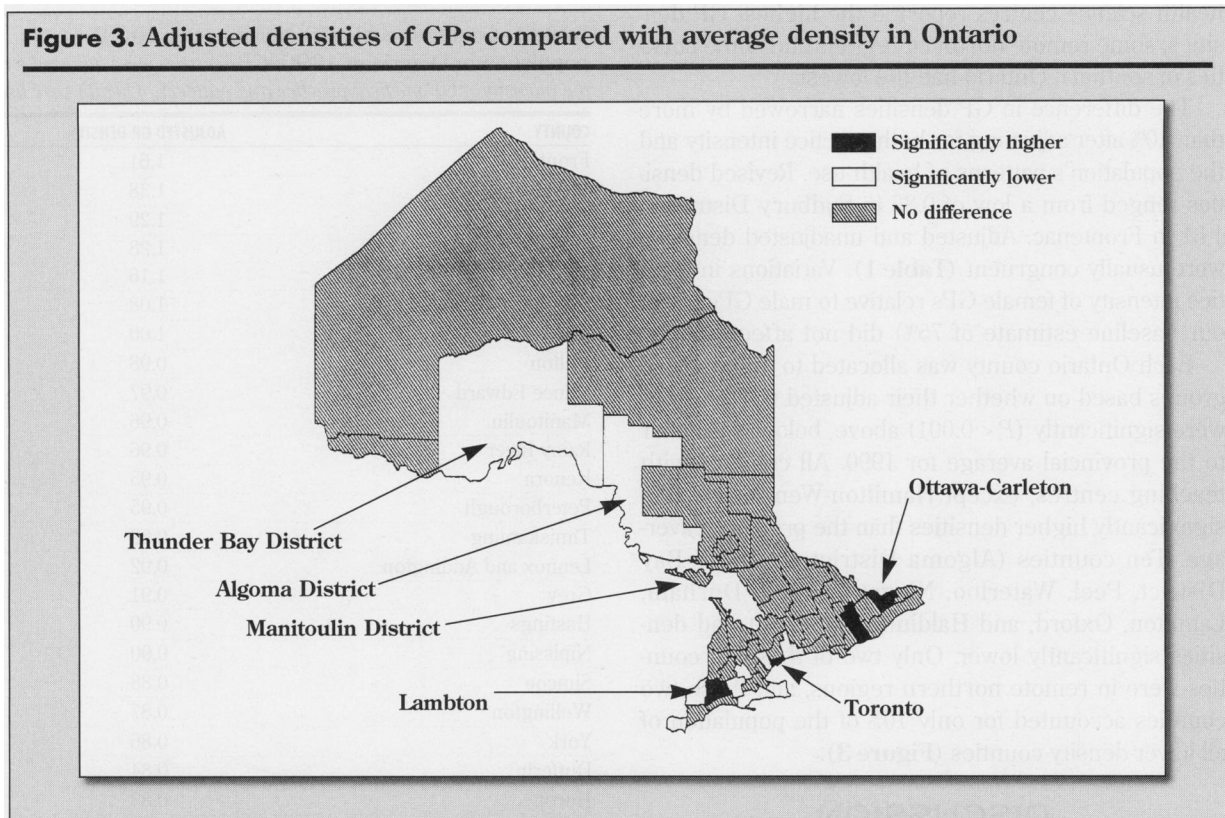 Figure 3. Adjusted densities of GPs compared with average density in Ontario
Significantly higher
Significantly lower
No difference
Ottawa-Carleton
Thunder Bay District
Algoma District
Manitoulin District
Lambton
Toronto